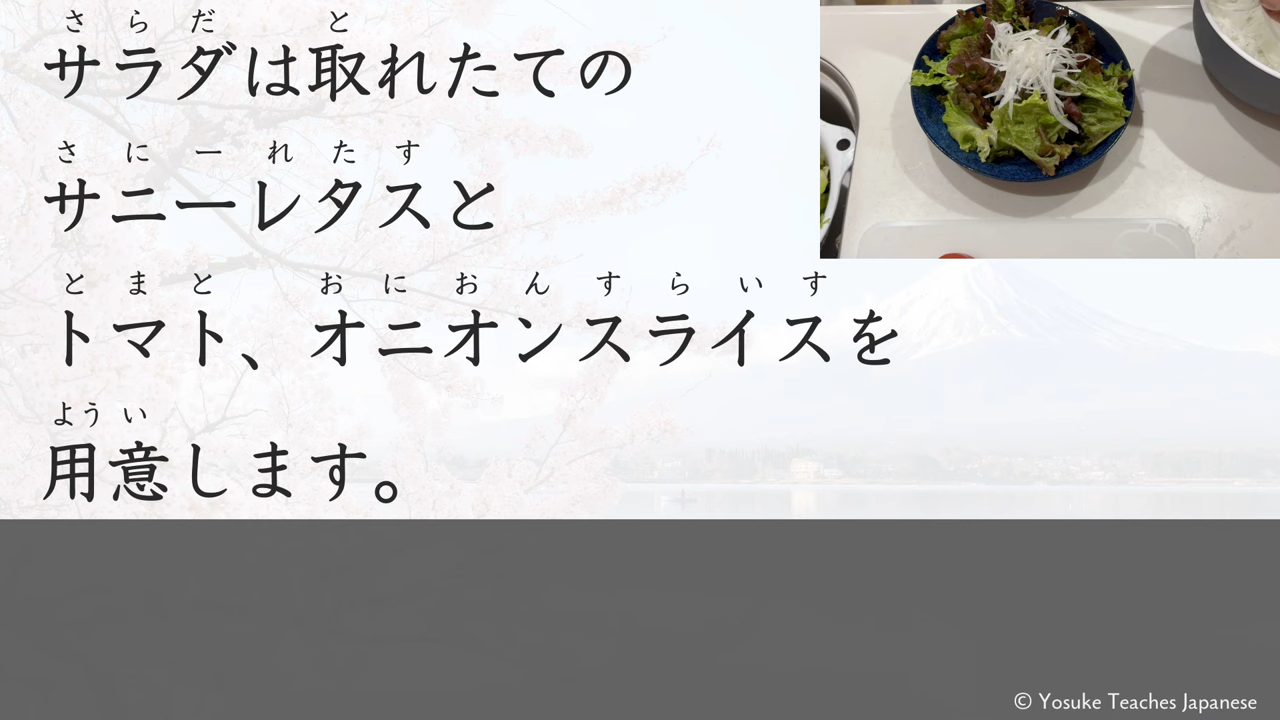 さらだ と
サラダは取れたての
さにーれたす
サニーレタスと
とまと おにおんすらいす
トマト、オニオンスライスを
ようい
用意します。
© Yosuke Teaches Japanese